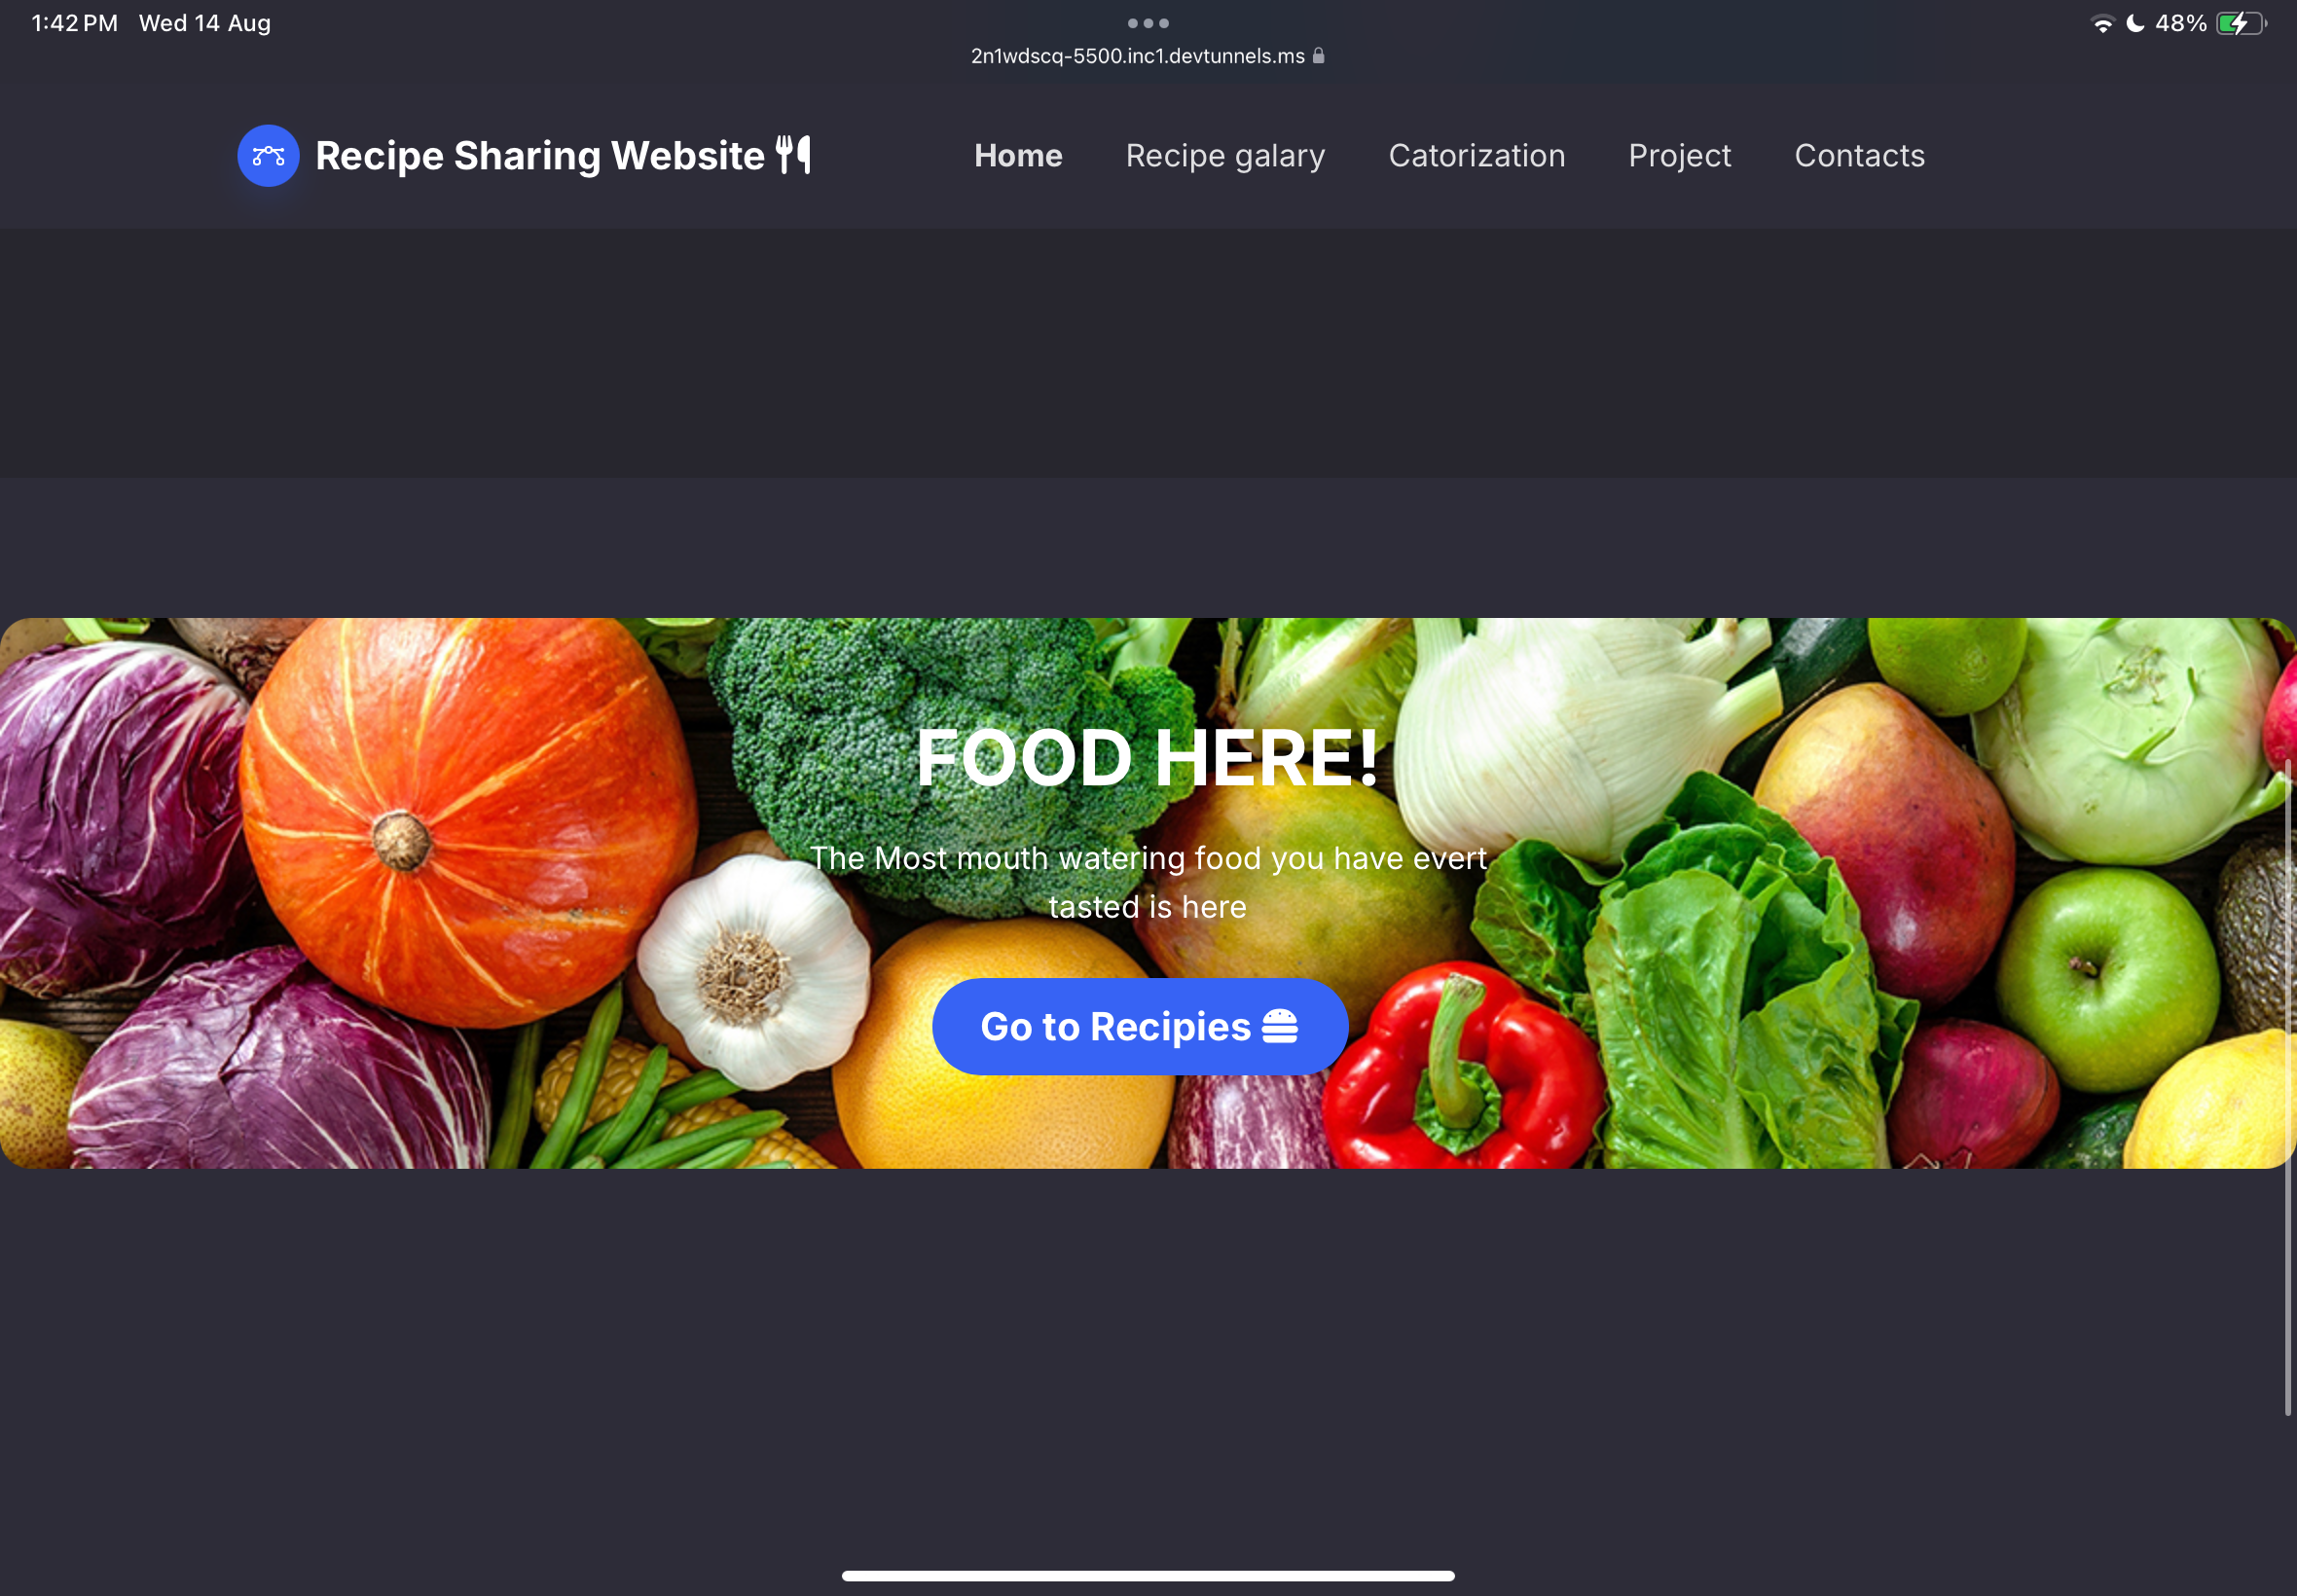 1:42 PM Wed 14 Aug
48%
2n1wdscq-5500.inc1.devtunnels.ms
Recipe Sharing Website
Home Recipe galary Catorization Project Contacts
FOOD HERE!
The Most mouth watering food you have evert
tasted is here
Go to Recipies